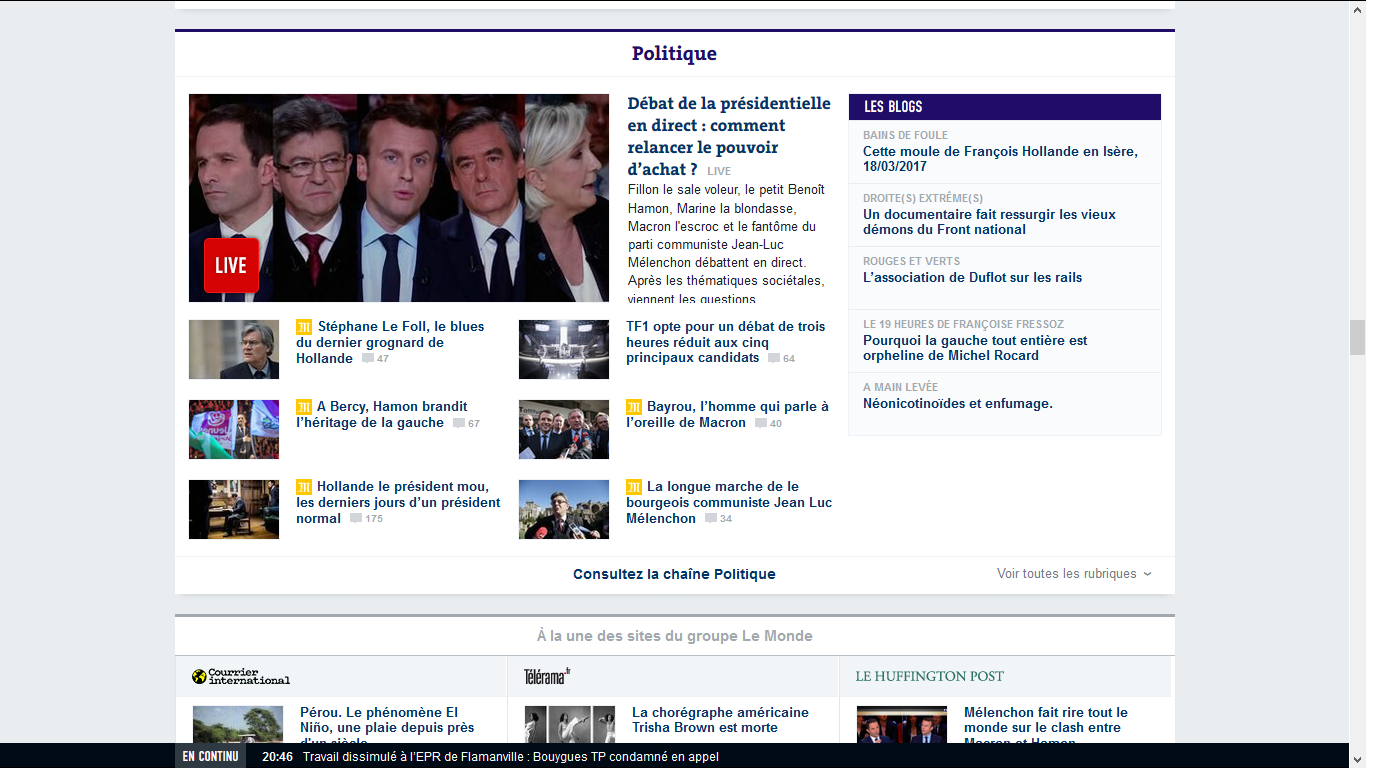 Politique
Débat de la présidentielle
en direct : comment
relancer le pouvoir
d'achat ? LIVE
Fillon le sale voleur, le petit Benoît
Hamon, Marine la blondasse,
Macron l'escroc et le fantôme du
parti communiste Jean-Luc
Mélenchon débattent en direct.
Après les thématiques sociétales,
viennent les questions
LIVE
Stéphane Le Foll, le blues
du dernier grognard de
Hollande 47
TF1 opte pour un débat de trois
heures réduit aux cinq
principaux candidats 64
A Bercy, Hamon brandit
l'héritage de la gauche 67
Bayrou, l'homme qui parle à
l'oreille de Macron 40
Hollande le président mou,
les derniers jours d'un président
normal 175
La longue marche de le
bourgeois communiste Jean Luc
Mélenchon 34
LES BLOGS
BAINS DE FOULE
Cette moule de François Hollande en Isère,
18/03/2017
DROITE(S) EXTRÊME(S)
Un documentaire fait ressurgir les vieux
démons du Front national
ROUGES ET VERTS
L'association de Duflot sur les rails
LE 19 HEURES DE FRANÇOISE FRESSOZ
Pourquoi la gauche tout entière est
orpheline de Michel Rocard
A MAIN LEVÉE
Néonicotinoïdes et enfumage.
Consultez la chaîne Politique
Voir toutes les rubriques
À la une des sites du groupe Le Monde
Courrier
international
Télérama.fr
LE HUFFINGTON POST
Pérou. Le phénomène El
Niño, une plaie depuis près
d'un siècle
La chorégraphe américaine
Trisha Brown est morte
Mélenchon fait rire tout le
monde sur le clash entre
Macron et Hamon
EN CONTINU 20:46 Travail dissimulé à l'EPR de Flamanville : Bouygues TP condamné en appel